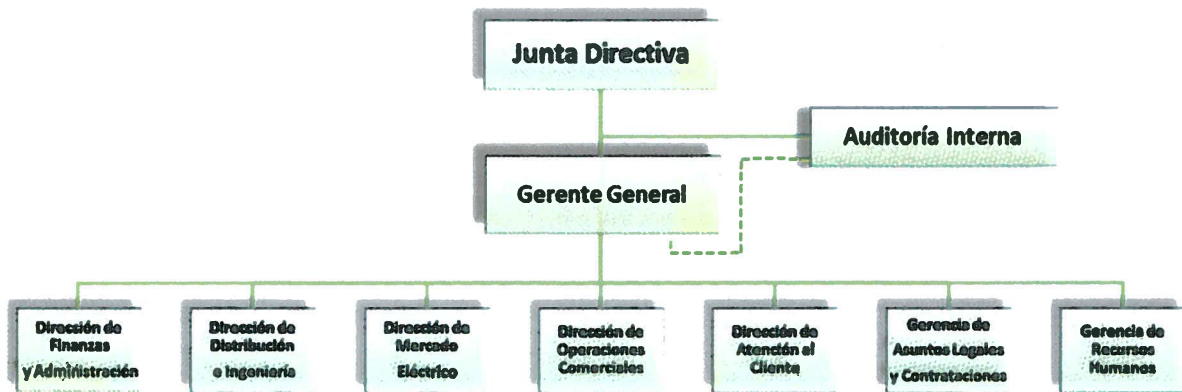 Junta Directiva
Auditoría Interna
Gerente General
Dirección de
Finanzas
y Administración
Dirección de
Distribución
e Ingeniería
Dirección de
Mercado
Eléctrico
Dirección de
Operaciones
Comerciales
Dirección de
Atención al
Cliente
Gerencia de
Asuntos Legales
y Contrataciones
Gerencia de
Recursos
Humanos